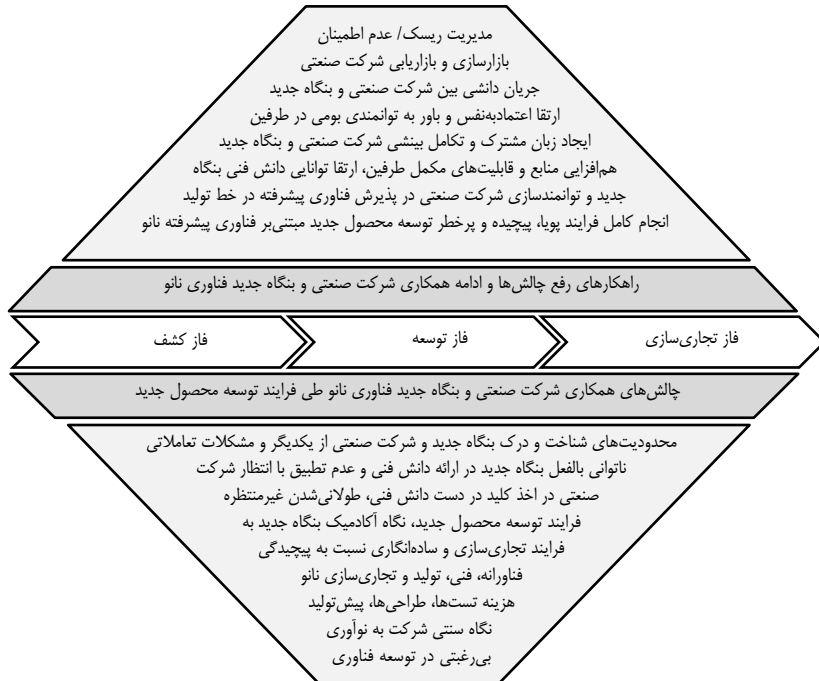 مدیریت ریسک/ عدم اطمینان
بازارسازی و بازاریابی شرکت صنعتی
جریان دانشی بین شرکت صنعتی و بنگاه جدید
ارتقا اعتمادبه‌نفس و باور به توانمندی بومی در طرفین
ایجاد زبان مشترک و تکامل بینشی شرکت صنعتی و بنگاه جدید
هم‌افزایی منابع و قابلیت‌های مکمل طرفین، ارتقا توانایی دانش فنی بنگاه
جدید و توانمندسازی شرکت صنعتی در پذیرش فناوری پیشرفته در خط تولید
انجام کامل فرایند پویا، پیچیده و پرخطر توسعه محصول جدید مبتنی‌بر فناوری پیشرفته نانو
راهکارهای رفع چالش‌ها و ادامه همکاری شرکت صنعتی و بنگاه جدید فناوری نانو
فاز کشف
فاز توسعه
فاز تجاری‌سازی
چالش‌های همکاری شرکت صنعتی و بنگاه جدید فناوری نانو طی فرایند توسعه محصول جدید
محدودیت‌های شناخت و درک بنگاه جدید و شرکت صنعتی از یکدیگر و مشکلات تعاملاتی
ناتوانی بالفعل بنگاه جدید در ارائه دانش فنی و عدم تطبیق با انتظار شرکت
صنعتی در اخذ کلید در دست دانش فنی، طولانی‌شدن غیرمنتظره
فرایند توسعه محصول جدید، نگاه آکادمیک بنگاه جدید به
فرایند تجاری‌سازی و ساده‌انگاری نسبت به پیچیدگی
فناورانه، فنی، تولید و تجاری‌سازی نانو
هزینه تست‌ها، طراحی‌ها، پیش‌تولید
نگاه سنتی شرکت به نوآوری
بی‌رغبتی در توسعه فناوری